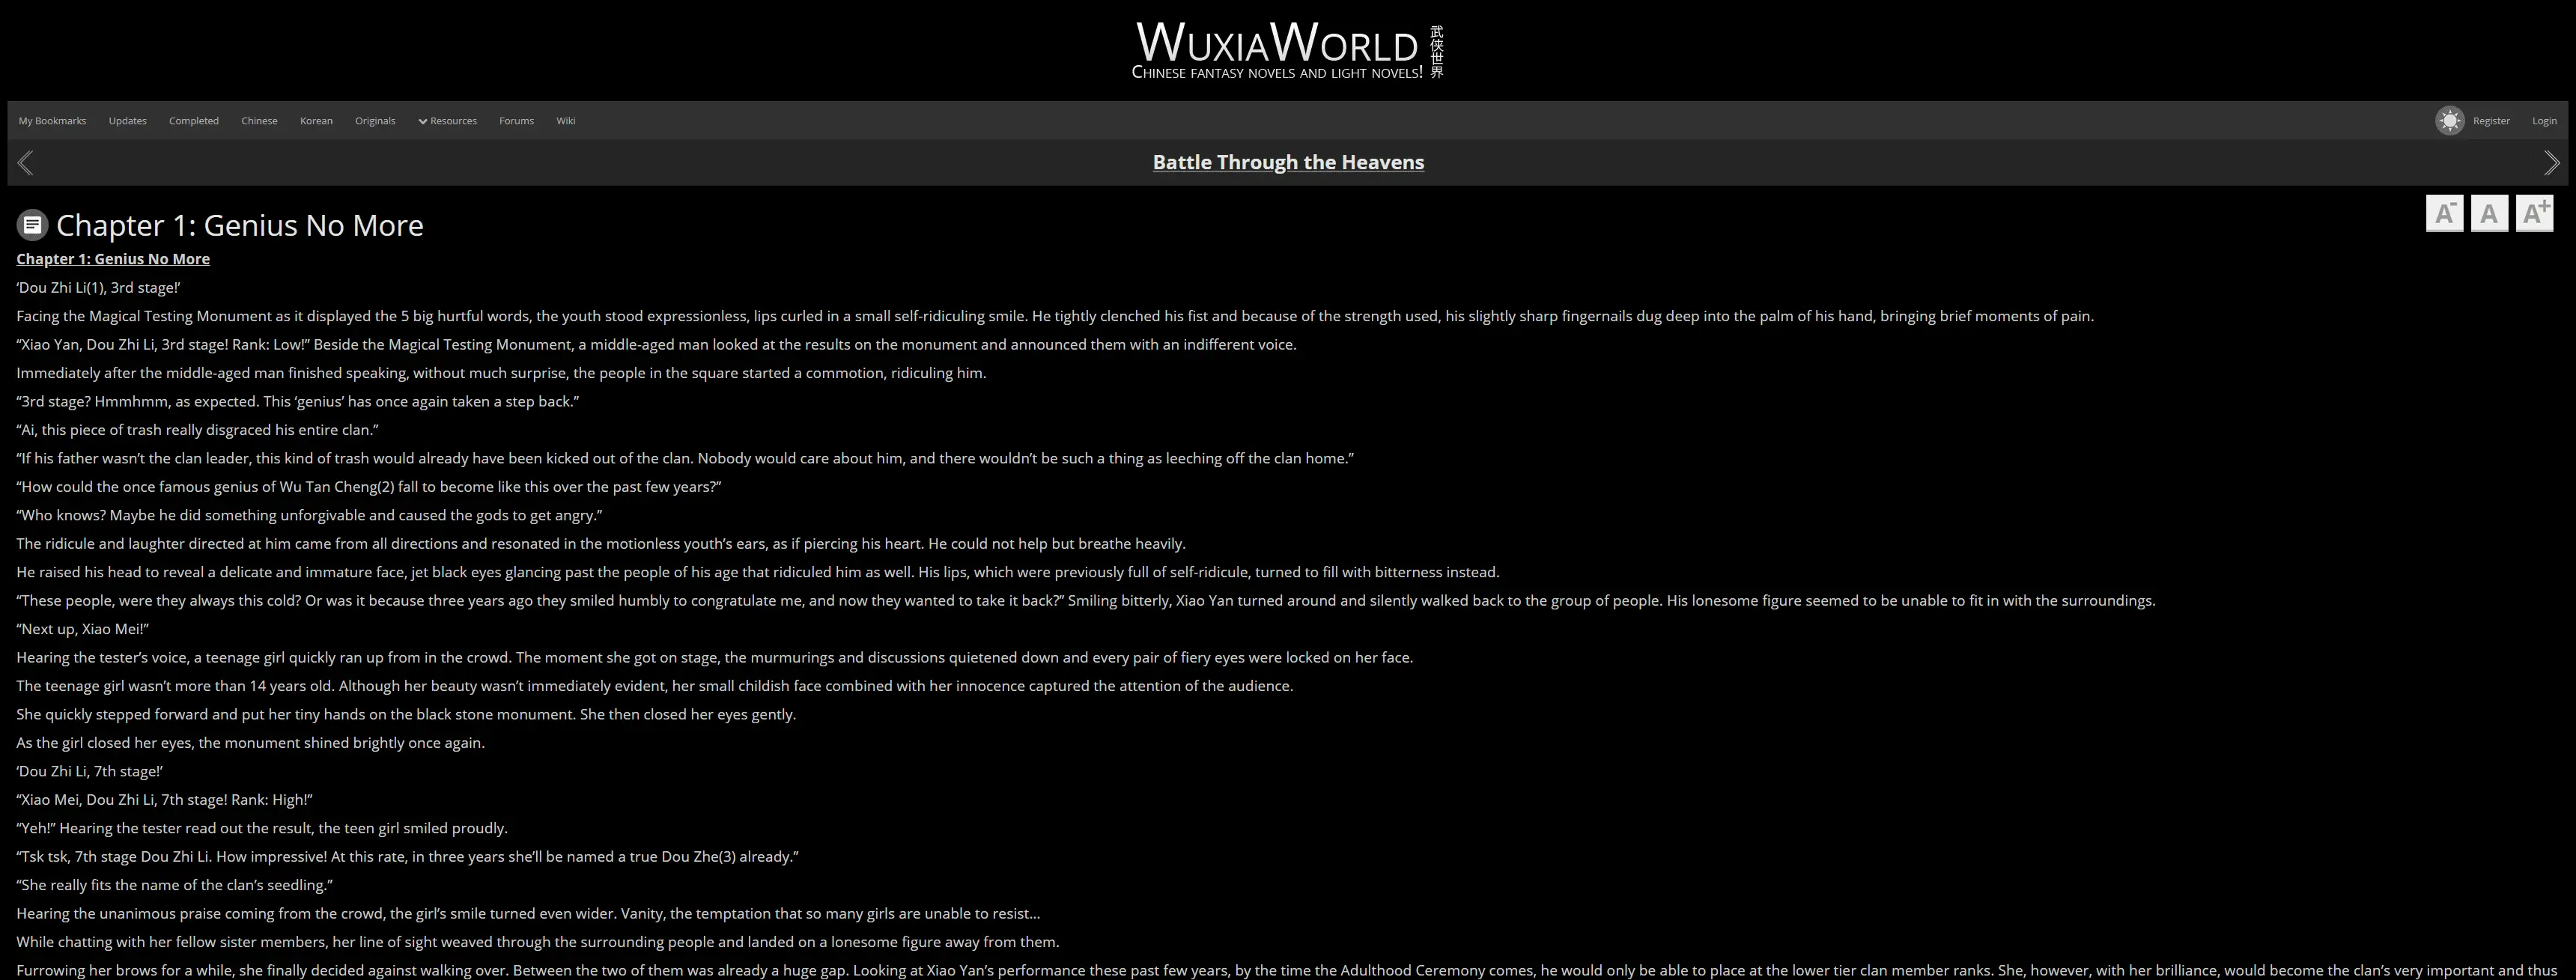 WUXIAWORLD
武侠世界
CHINESE FANTASY NOVELS AND LIGHT NOVELS!
My Bookmarks Updates Completed Chinese Korean Originals Resources Forums Wiki Register Login
Battle Through the Heavens
Chapter 1: Genius No More
A- A A+
Chapter 1: Genius No More
‘Dou Zhi Li(1), 3rd stage!’
Facing the Magical Testing Monument as it displayed the 5 big hurtful words, the youth stood expressionless, lips curled in a small self-ridiculing smile. He tightly clenched his fist and because of the strength used, his slightly sharp fingernails dug deep into the palm of his hand, bringing brief moments of pain.
“Xiao Yan, Dou Zhi Li, 3rd stage! Rank: Low!” Beside the Magical Testing Monument, a middle-aged man looked at the results on the monument and announced them with an indifferent voice.
Immediately after the middle-aged man finished speaking, without much surprise, the people in the square started a commotion, ridiculing him.
“3rd stage? Hmmhmm, as expected. This ‘genius’ has once again taken a step back.”
“Ai, this piece of trash really disgraced his entire clan.”
“If his father wasn’t the clan leader, this kind of trash would already have been kicked out of the clan. Nobody would care about him, and there wouldn’t be such a thing as leeching off the clan home.”
“How could the once famous genius of Wu Tan Cheng(2) fall to become like this over the past few years?”
“Who knows? Maybe he did something unforgivable and caused the gods to get angry.”
The ridicule and laughter directed at him came from all directions and resonated in the motionless youth’s ears, as if piercing his heart. He could not help but breathe heavily.
He raised his head to reveal a delicate and immature face, jet black eyes glancing past the people of his age that ridiculed him as well. His lips, which were previously full of self-ridicule, turned to fill with bitterness instead.
“These people, were they always this cold? Or was it because three years ago they smiled humbly to congratulate me, and now they wanted to take it back?” Smiling bitterly, Xiao Yan turned around and silently walked back to the group of people. His lonesome figure seemed to be unable to fit in with the surroundings.
“Next up, Xiao Mei!”
Hearing the tester’s voice, a teenage girl quickly ran up from in the crowd. The moment she got on stage, the murmurings and discussions quietened down and every pair of fiery eyes were locked on her face.
The teenage girl wasn’t more than 14 years old. Although her beauty wasn’t immediately evident, her small childish face combined with her innocence captured the attention of the audience.
She quickly stepped forward and put her tiny hands on the black stone monument. She then closed her eyes gently.
As the girl closed her eyes, the monument shined brightly once again.
‘Dou Zhi Li, 7th stage!’
“Xiao Mei, Dou Zhi Li, 7th stage! Rank: High!”
“Yeh!” Hearing the tester read out the result, the teen girl smiled proudly.
“Tsk tsk, 7th stage Dou Zhi Li. How impressive! At this rate, in three years she’ll be named a true Dou Zhe(3) already.”
“She really fits the name of the clan’s seedling.”
Hearing the unanimous praise coming from the crowd, the girl’s smile turned even wider. Vanity, the temptation that so many girls are unable to resist…
While chatting with her fellow sister members, her line of sight weaved through the surrounding people and landed on a lonesome figure away from them.
Furrowing her brows for a while, she finally decided against walking over. Between the two of them was already a huge gap. Looking at Xiao Yan’s performance these past few years, by the time the Adulthood Ceremony comes, he would only be able to place at the lower tier clan member ranks. She, however, with her brilliance, would become the clan’s very important and thus